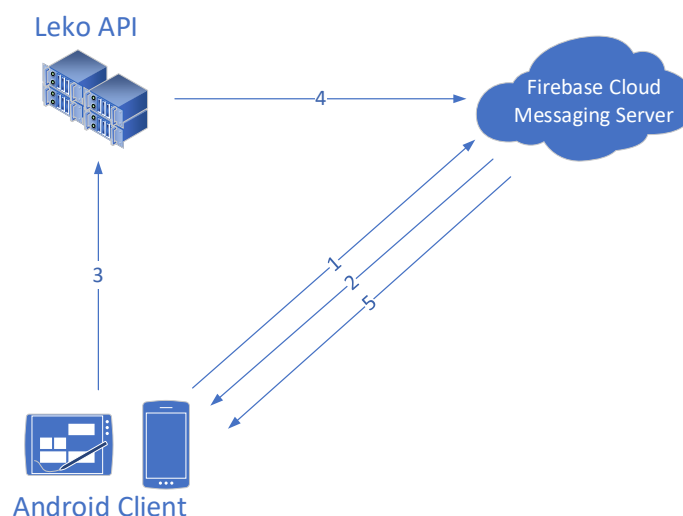 Leko API
Firebase Cloud
Messaging Server
4
3
1
2
5
Android Client